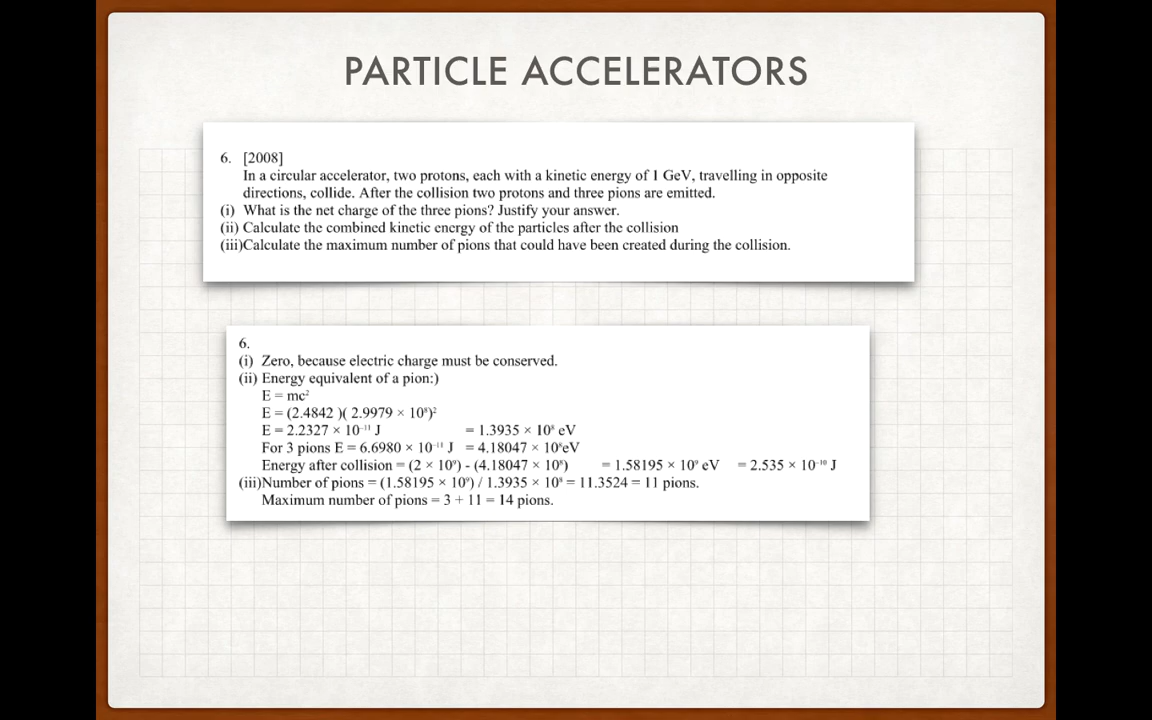 PARTICLE ACCELERATORS
6. [2008]
In a circular accelerator, two protons, each with a kinetic energy of 1 GeV, travelling in opposite
directions, collide. After the collision two protons and three pions are emitted.
(i) What is the net charge of the three pions? Justify your answer.
(ii) Calculate the combined kinetic energy of the particles after the collision
(iii)Calculate the maximum number of pions that could have been created during the collision.
6.
(i) Zero, because electric charge must be conserved.
(ii) Energy equivalent of a pion:)
E = mc²
E = (2.4842 )( 2.9979 × 10⁸)²
E = 2.2327 × 10⁻¹¹ J = 1.3935 × 10⁸ eV
For 3 pions E = 6.6980 × 10⁻¹¹ J = 4.18047 × 10⁸eV
Energy after collision = (2 × 10⁹) - (4.18047 × 10⁸) = 1.58195 × 10⁹ eV = 2.535 × 10⁻¹⁰ J
(iii)Number of pions = (1.58195 × 10⁹) / 1.3935 × 10⁸ = 11.3524 = 11 pions.
Maximum number of pions = 3 + 11 = 14 pions.